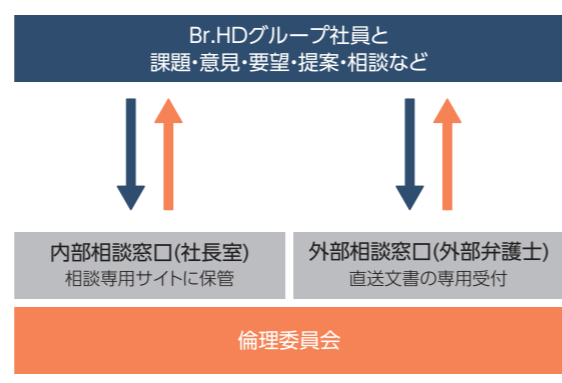 Br.HDグループ社員と
課題・意見・要望・提案・相談など
内部相談窓口(社長室)
相談専用サイトに保管
外部相談窓口(外部弁護士)
直送文書の専用受付
倫理委員会